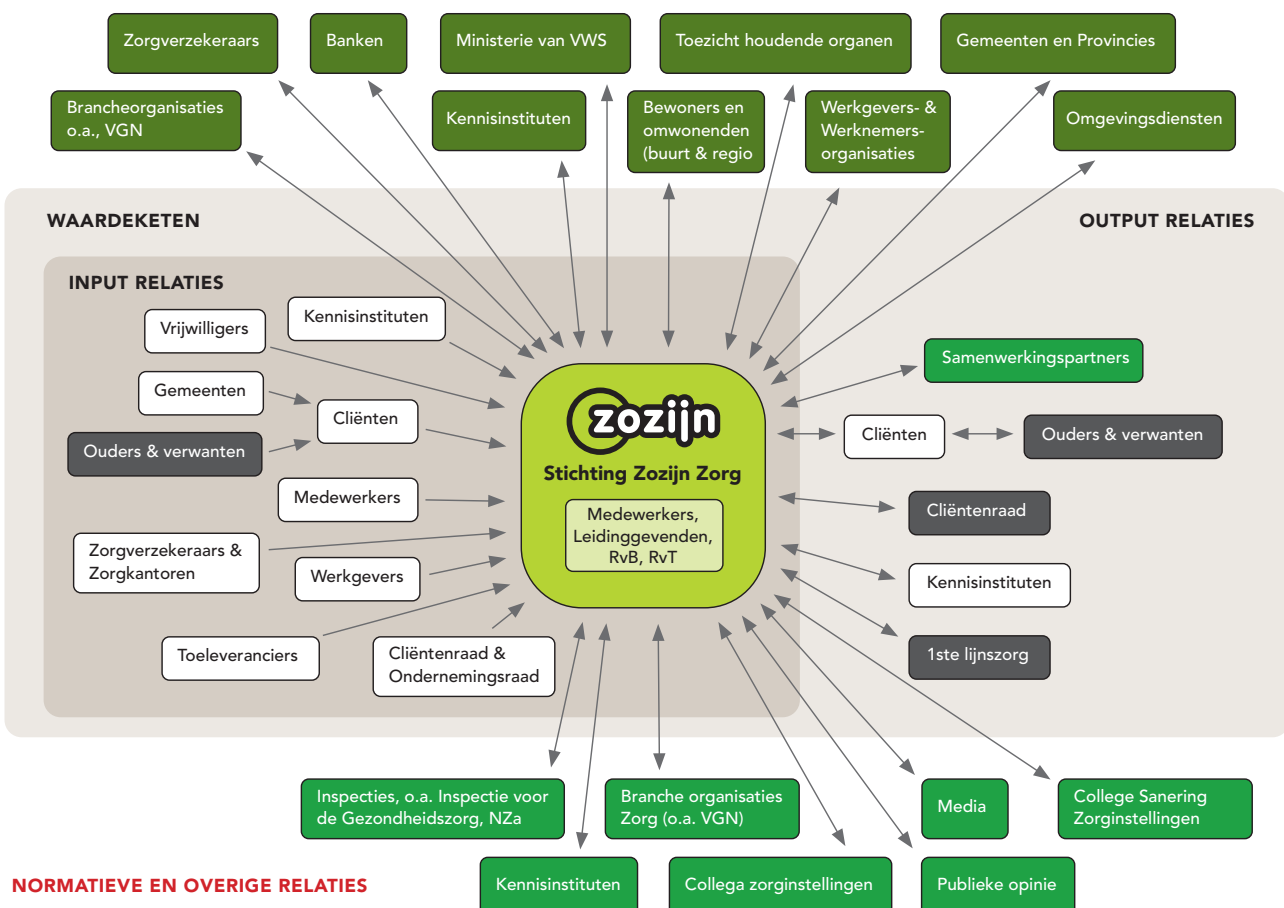 Zorgverzekeraars
Banken
Ministerie van VWS
Toezicht houdende organen
Gemeenten en Provincies
Brancheorganisaties
o.a., VGN
Kennisinstituten
Bewoners en
omwonenden
(buurt & regio
Werkgevers- &
Werknemers-
organisaties
Omgevingsdiensten
WAARDEKETEN
OUTPUT RELATIES
INPUT RELATIES
Vrijwilligers
Kennisinstituten
Gemeenten
Cliënten
Ouders & verwanten
Medewerkers
Zorgverzekeraars &
Zorgkantoren
Werkgevers
Toeleveranciers
Cliëntenraad &
Ondernemingsraad
zozijn
Stichting Zozijn Zorg
Medewerkers,
Leidinggevenden,
RvB, RvT
Samenwerkingspartners
Cliënten
Ouders & verwanten
Cliëntenraad
Kennisinstituten
1ste lijnszorg
Inspecties, o.a. Inspectie voor
de Gezondheidszorg, NZa
Branche organisaties
Zorg (o.a. VGN)
Media
College Sanering
Zorginstellingen
NORMATIEVE EN OVERIGE RELATIES
Kennisinstituten
Collega zorginstellingen
Publieke opinie